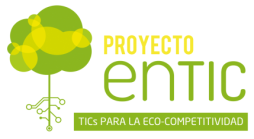 PROYECTO
enTIC
TICs PARA LA ECO-COMPETITIVIDAD